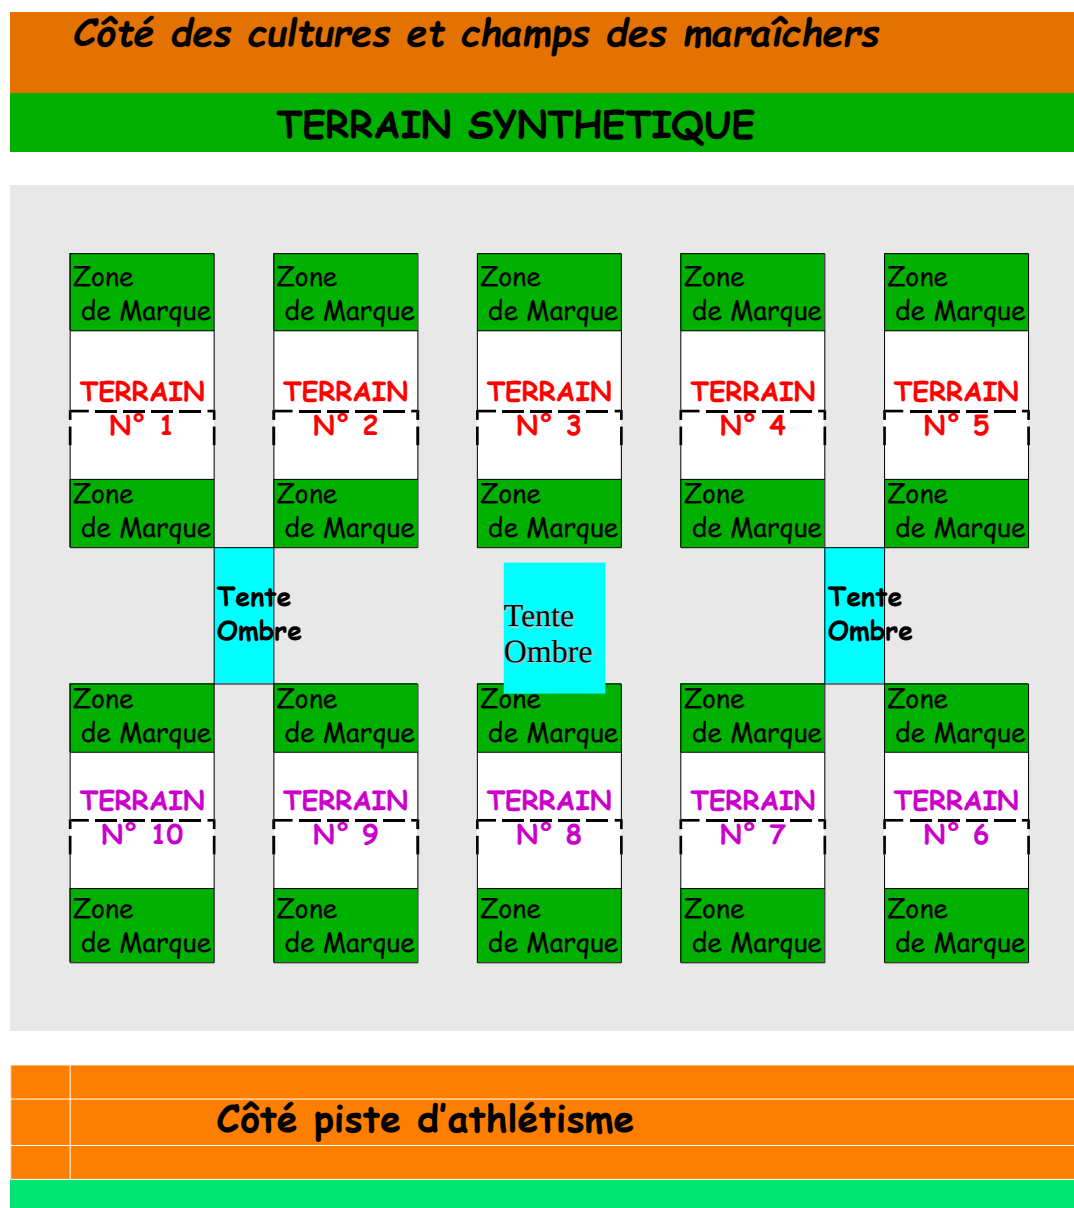 Côté des cultures et champs des maraîchers
TERRAIN SYNTHETIQUE
Zone
de Marque
Zone
de Marque
Zone
de Marque
Zone
de Marque
Zone
de Marque
TERRAIN
N° 1
TERRAIN
N° 2
TERRAIN
N° 3
TERRAIN
N° 4
TERRAIN
N° 5
Zone
de Marque
Zone
de Marque
Zone
de Marque
Zone
de Marque
Zone
de Marque
Tente
Ombre
Tente
Ombre
Tente
Ombre
Zone
de Marque
Zone
de Marque
Zone
de Marque
Zone
de Marque
Zone
de Marque
TERRAIN
N° 10
TERRAIN
N° 9
TERRAIN
N° 8
TERRAIN
N° 7
TERRAIN
N° 6
Zone
de Marque
Zone
de Marque
Zone
de Marque
Zone
de Marque
Zone
de Marque
Côté piste d’athlétisme